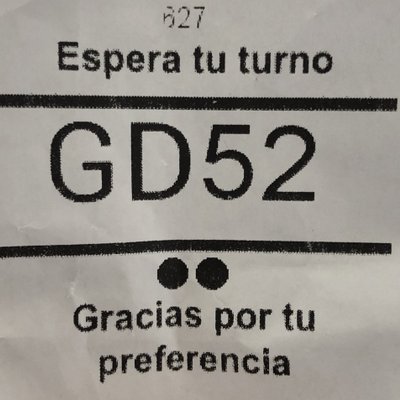 627
Espera tu turno
GD52
Gracias por tu
preferencia